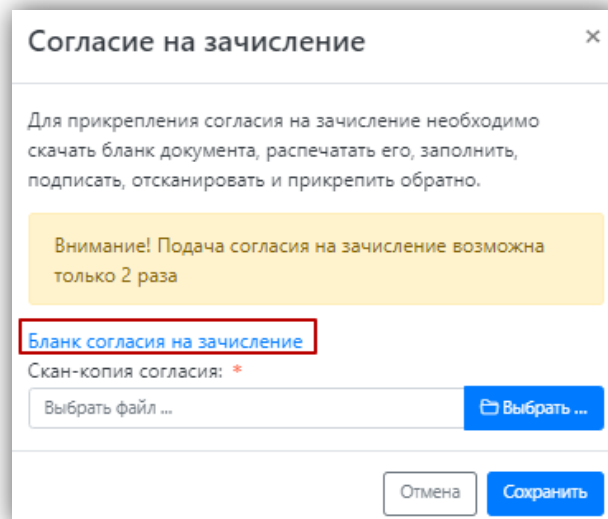 Согласие на зачисление
×
Для прикрепления согласия на зачисление необходимо
скачать бланк документа, распечатать его, заполнить,
подписать, отсканировать и прикрепить обратно.
Внимание! Подача согласия на зачисление возможна
только 2 раза
Бланк согласия на зачисление
Скан-копия согласия: *
Выбрать файл ...
Выбрать ...
Отмена
Сохранить